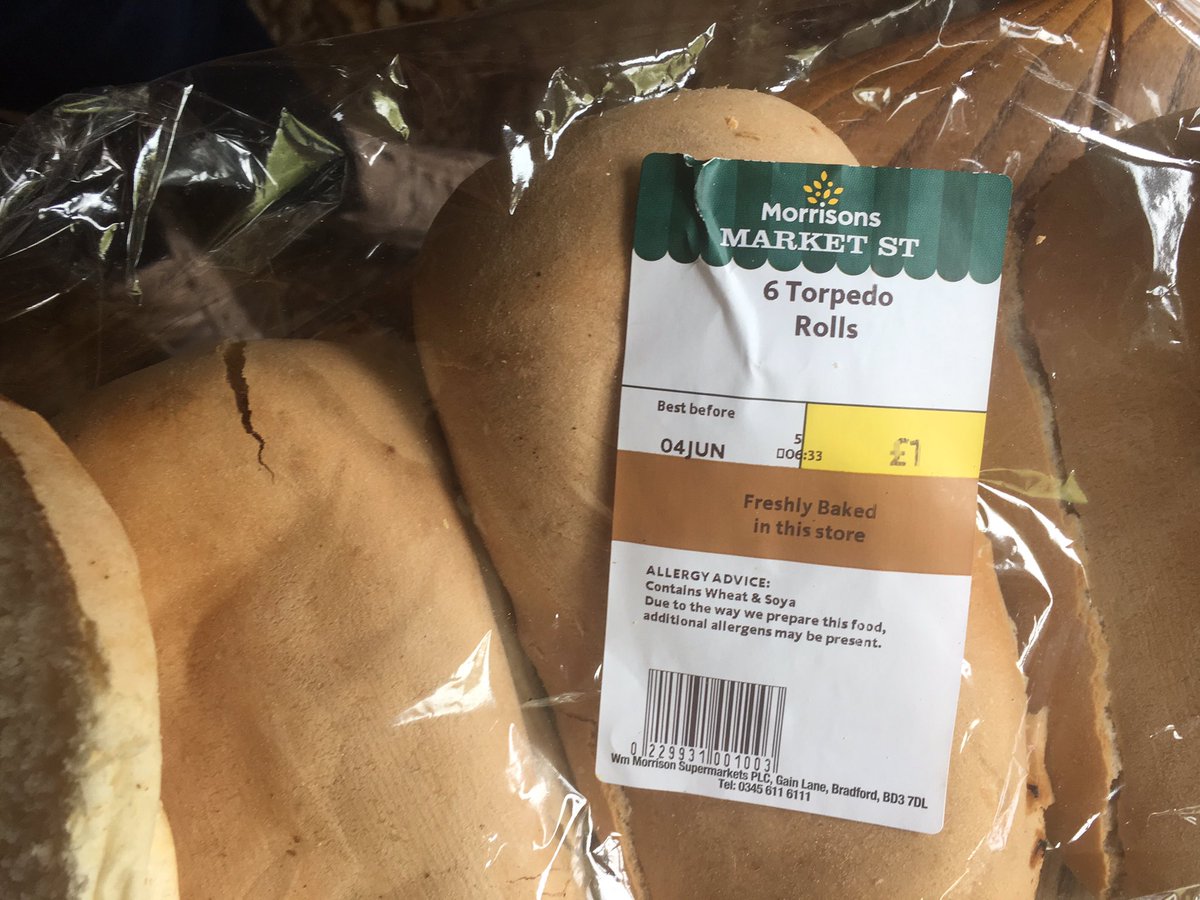 Morrisons
MARKET ST
6 Torpedo
Rolls
Best before
04JUN
5
06:33
£1
Freshly Baked
in this store
ALLERGY ADVICE:
Contains Wheat & Soya
Due to the way we prepare this food,
additional allergens may be present.
0 229931 001003
Wm Morrison Supermarkets PLC, Gain Lane, Bradford, BD3 7DL
Tel: 0345 611 6111